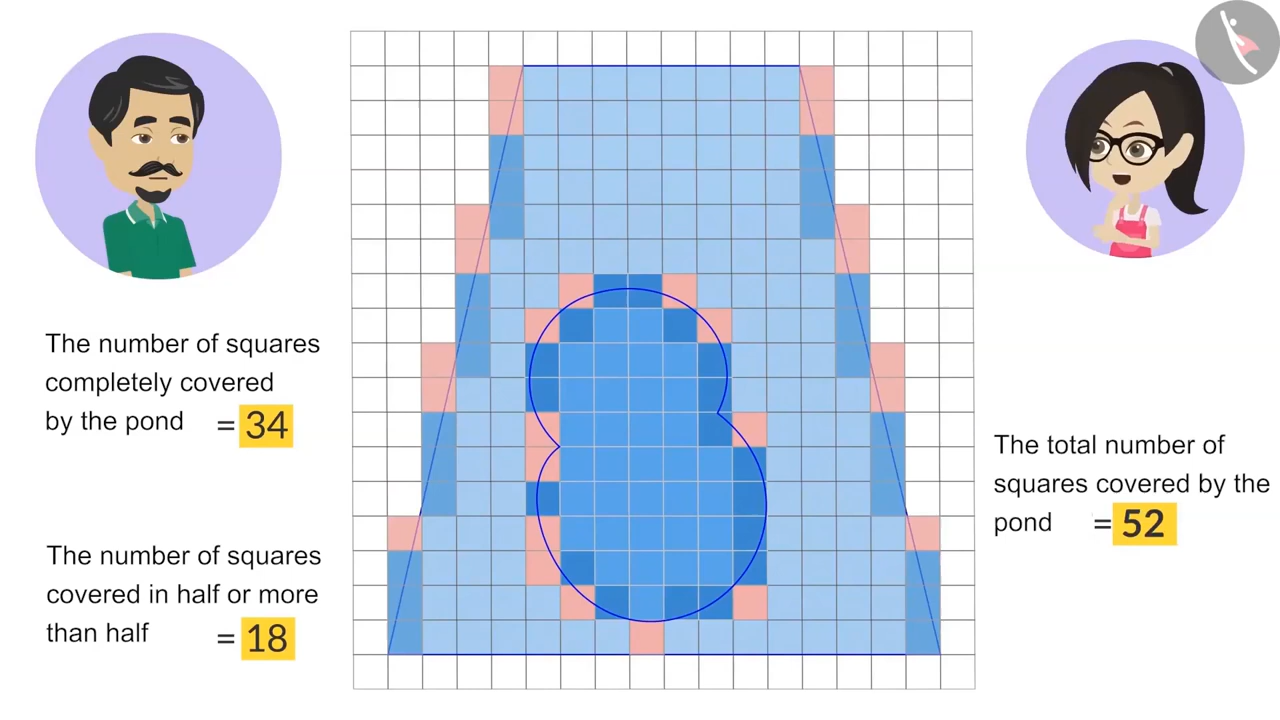 The number of squares
completely covered
by the pond = 34
The number of squares
covered in half or more
than half = 18
The total number of
squares covered by the
pond = 52